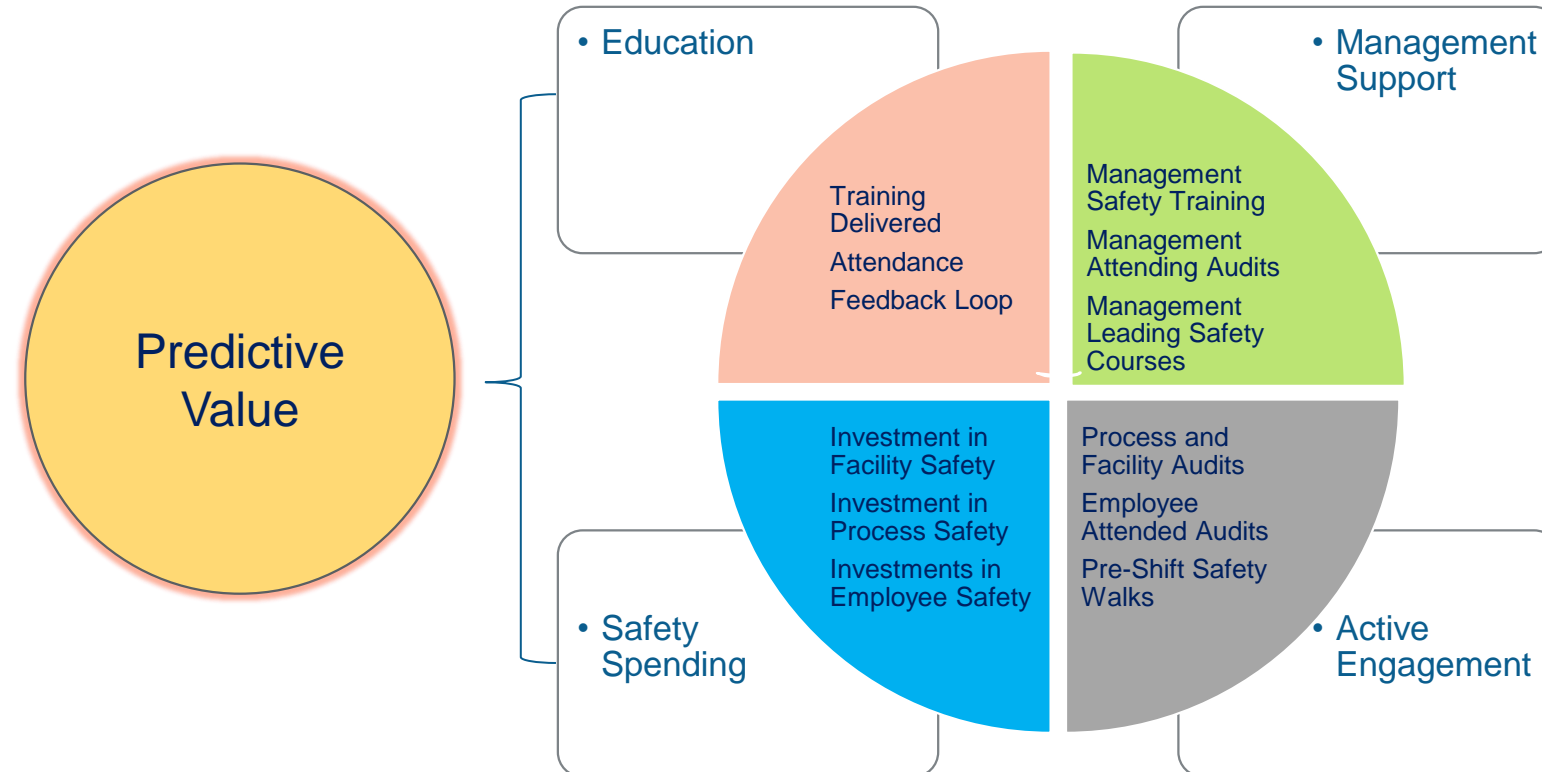 Predictive
Value
• Education
Training
Delivered
Attendance
Feedback Loop
• Management
Support
Management
Safety Training
Management
Attending Audits
Management
Leading Safety
Courses
• Safety
Spending
Investment in
Facility Safety
Investment in
Process Safety
Investments in
Employee Safety
• Active
Engagement
Process and
Facility Audits
Employee
Attended Audits
Pre-Shift Safety
Walks